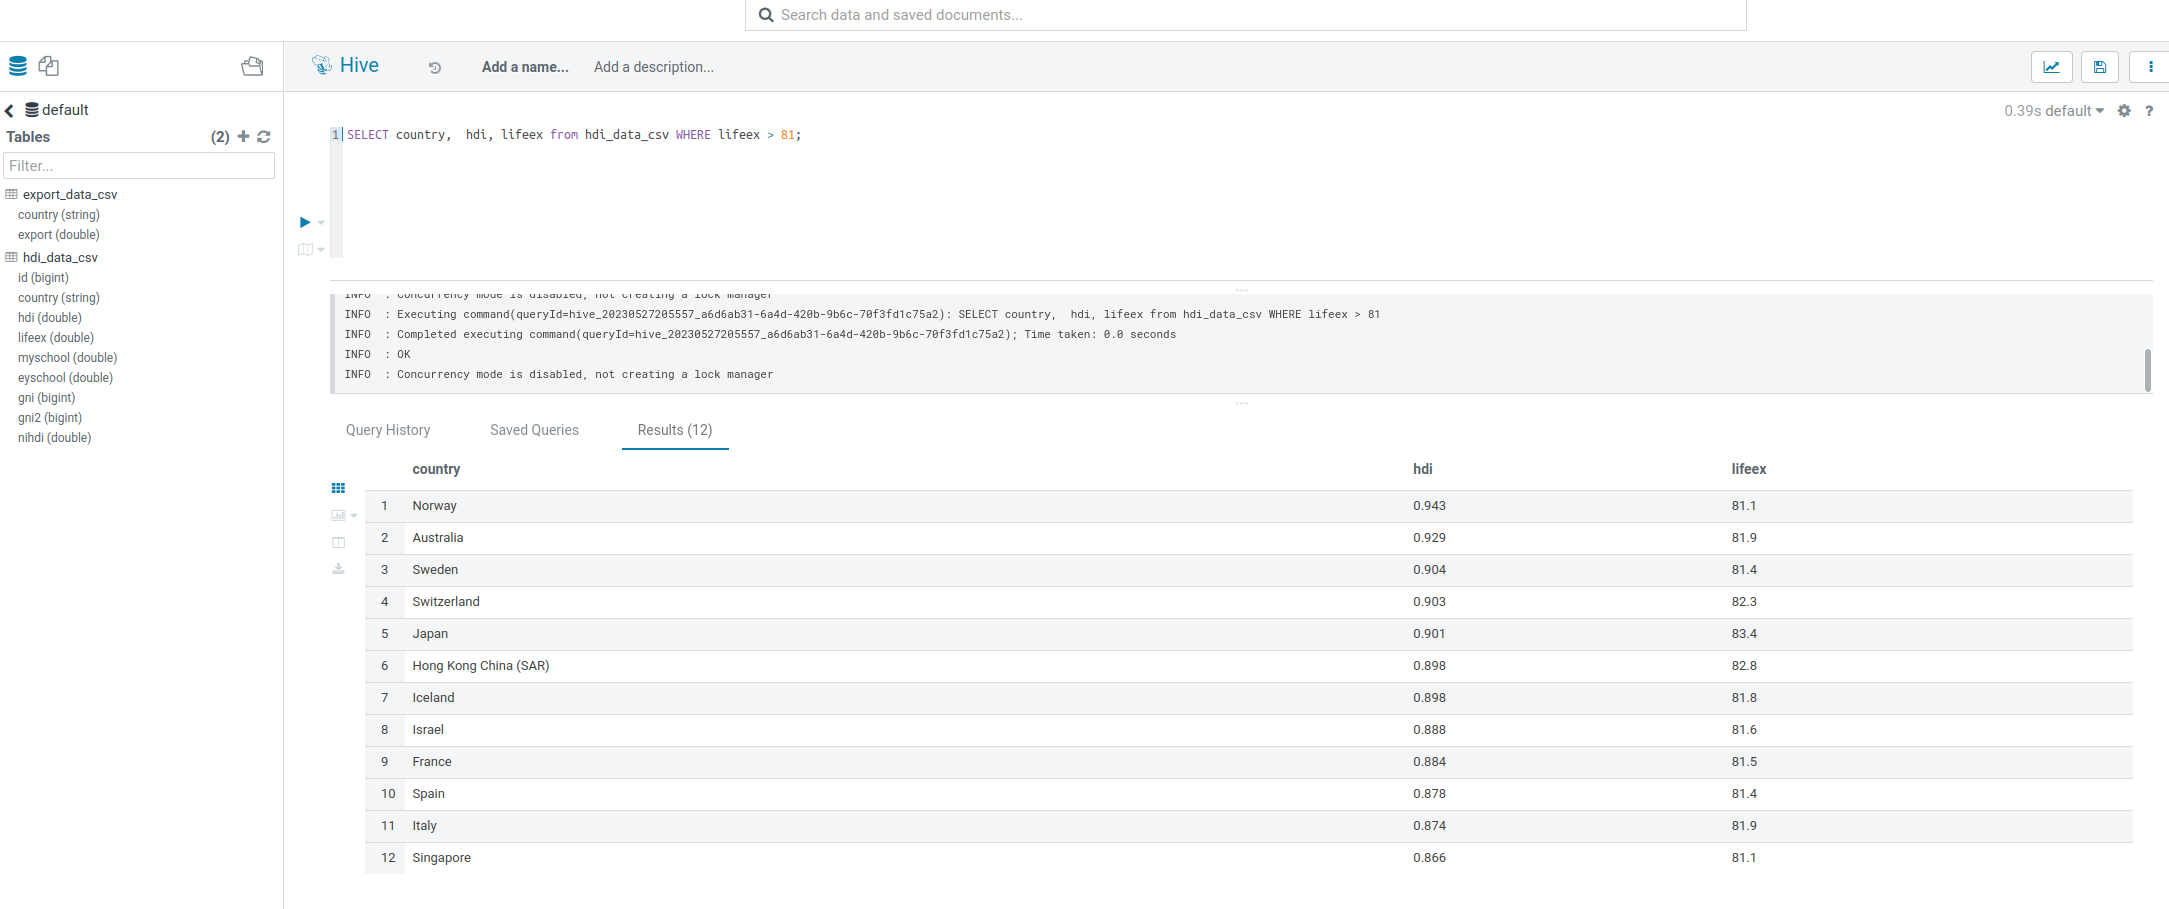 Search data and saved documents...
Hive
Add a name...
Add a description...
default
Tables (2)
Filter...
export_data_csv
country (string)
export (double)
hdi_data_csv
id (bigint)
country (string)
hdi (double)
lifeex (double)
myschool (double)
eyschool (double)
gni (bigint)
gni2 (bigint)
nihdi (double)
0.39s default ?
1 SELECT country,  hdi, lifeex from hdi_data_csv WHERE lifeex > 81;
INFO  : Concurrency mode is disabled, not creating a lock manager
INFO  : Executing command(queryId=hive_20230527205557_a6d6ab31-6a4d-420b-9b6c-70f3fd1c75a2): SELECT country,  hdi, lifeex from hdi_data_csv WHERE lifeex > 81
INFO  : Completed executing command(queryId=hive_20230527205557_a6d6ab31-6a4d-420b-9b6c-70f3fd1c75a2); Time taken: 0.0 seconds
INFO  : OK
INFO  : Concurrency mode is disabled, not creating a lock manager
Query History Saved Queries Results (12)
country hdi lifeex
1 Norway 0.943 81.1
2 Australia 0.929 81.9
3 Sweden 0.904 81.4
4 Switzerland 0.903 82.3
5 Japan 0.901 83.4
6 Hong Kong China (SAR) 0.898 82.8
7 Iceland 0.898 81.8
8 Israel 0.888 81.6
9 France 0.884 81.5
10 Spain 0.878 81.4
11 Italy 0.874 81.9
12 Singapore 0.866 81.1